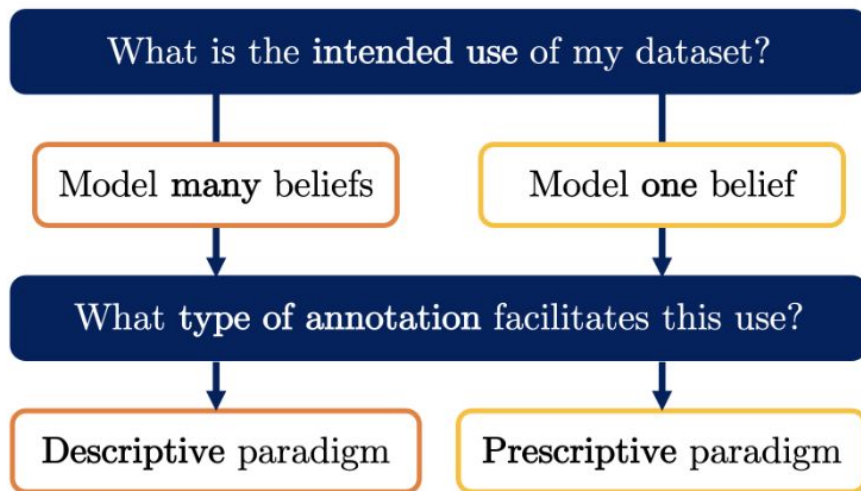 What is the intended use of my dataset?
Model many beliefs
Model one belief
What type of annotation facilitates this use?
Descriptive paradigm
Prescriptive paradigm